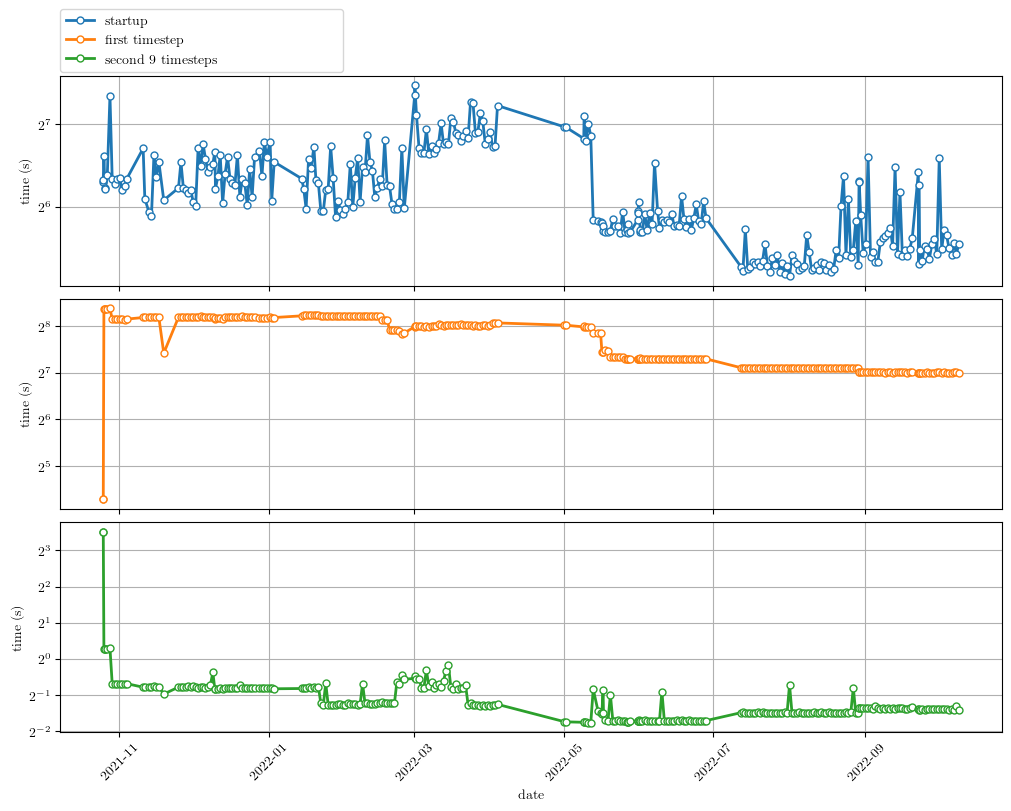 startup
first timestep
second 9 timesteps
2^7
2^6
time (s)
2^8
2^7
2^6
2^5
time (s)
2^3
2^2
2^1
2^0
2^−1
2^−2
time (s)
2021-11
2022-01
2022-03
2022-05
2022-07
2022-09
date